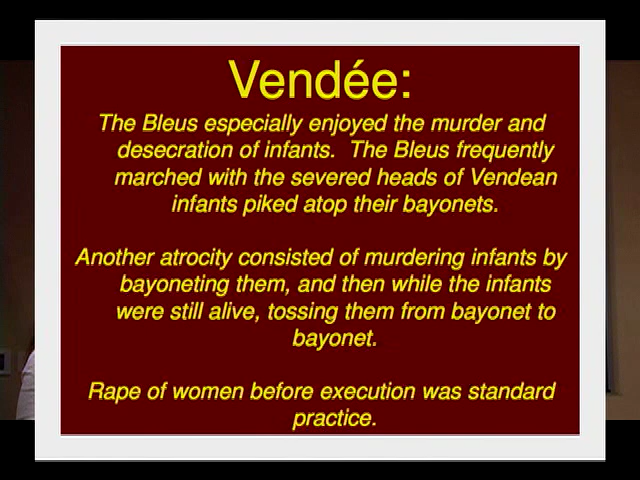 Vendée:
The Bleus especially enjoyed the murder and
desecration of infants. The Bleus frequently
marched with the severed heads of Vendean
infants piked atop their bayonets.
Another atrocity consisted of murdering infants by
bayoneting them, and then while the infants
were still alive, tossing them from bayonet to
bayonet.
Rape of women before execution was standard
practice.